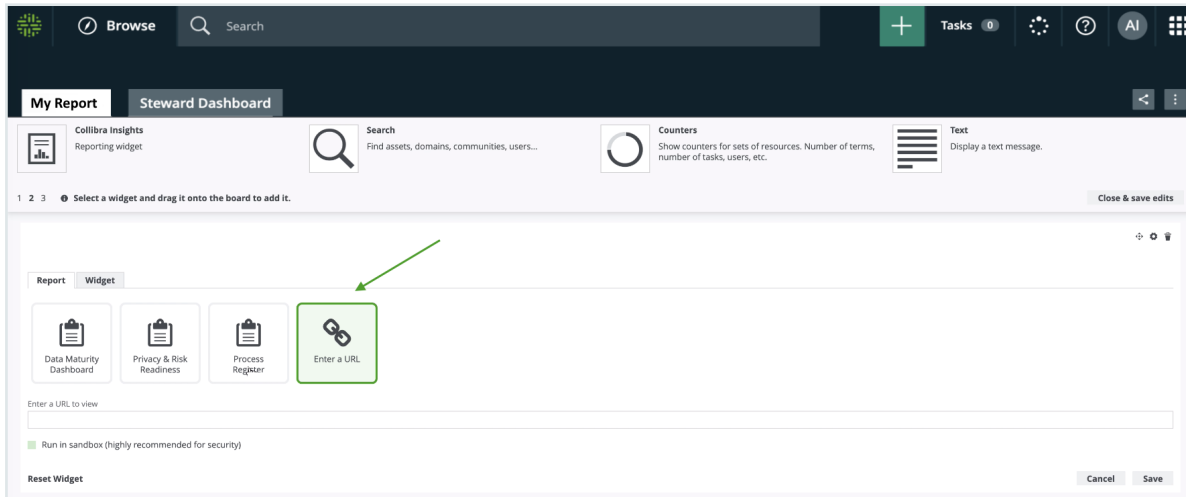 Browse
Search
Tasks 0
AI
My Report
Steward Dashboard
Collibra Insights
Reporting widget
Search
Find assets, domains, communities, users...
Counters
Show counters for sets of resources. Number of terms,
number of tasks, users, etc.
Text
Display a text message.
1 2 3 Select a widget and drag it onto the board to add it.
Close & save edits
Report
Widget
Data Maturity
Dashboard
Privacy & Risk
Readiness
Process
Register
Enter a URL
Enter a URL to view
Run in sandbox (highly recommended for security)
Reset Widget
Cancel
Save